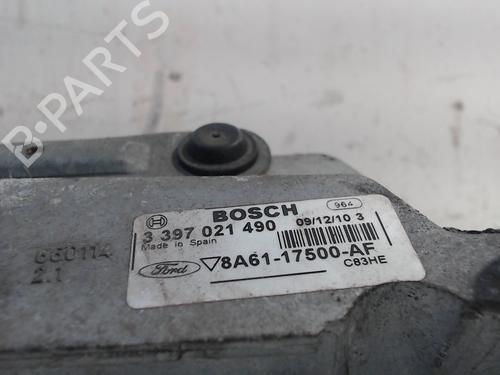 BOSCH
964
3 397 021 490
09/12/10 3
Made in Spain
Ford
8A61-17500-AF
C83HE
660114
2.1
B-PARTS